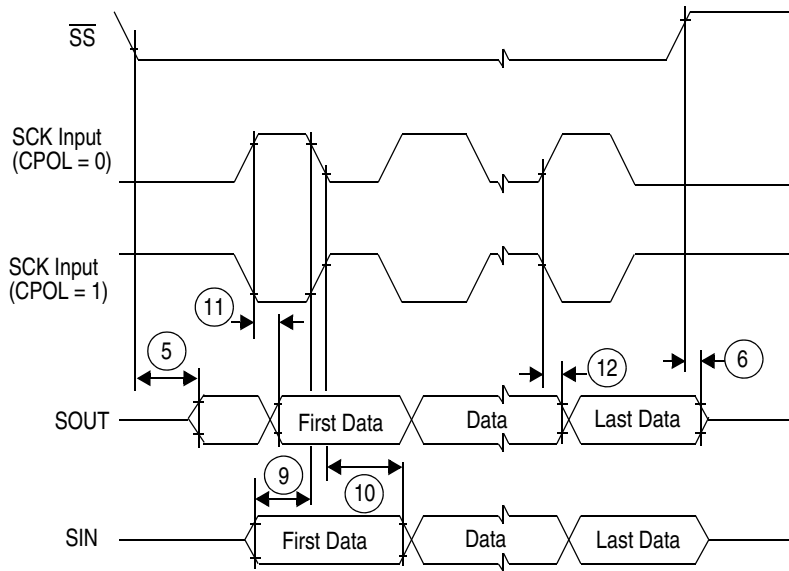 SS
SCK Input
(CPOL = 0)
SCK Input
(CPOL = 1)
11
5
12
6
SOUT
First Data
Data
Last Data
9
10
SIN
First Data
Data
Last Data